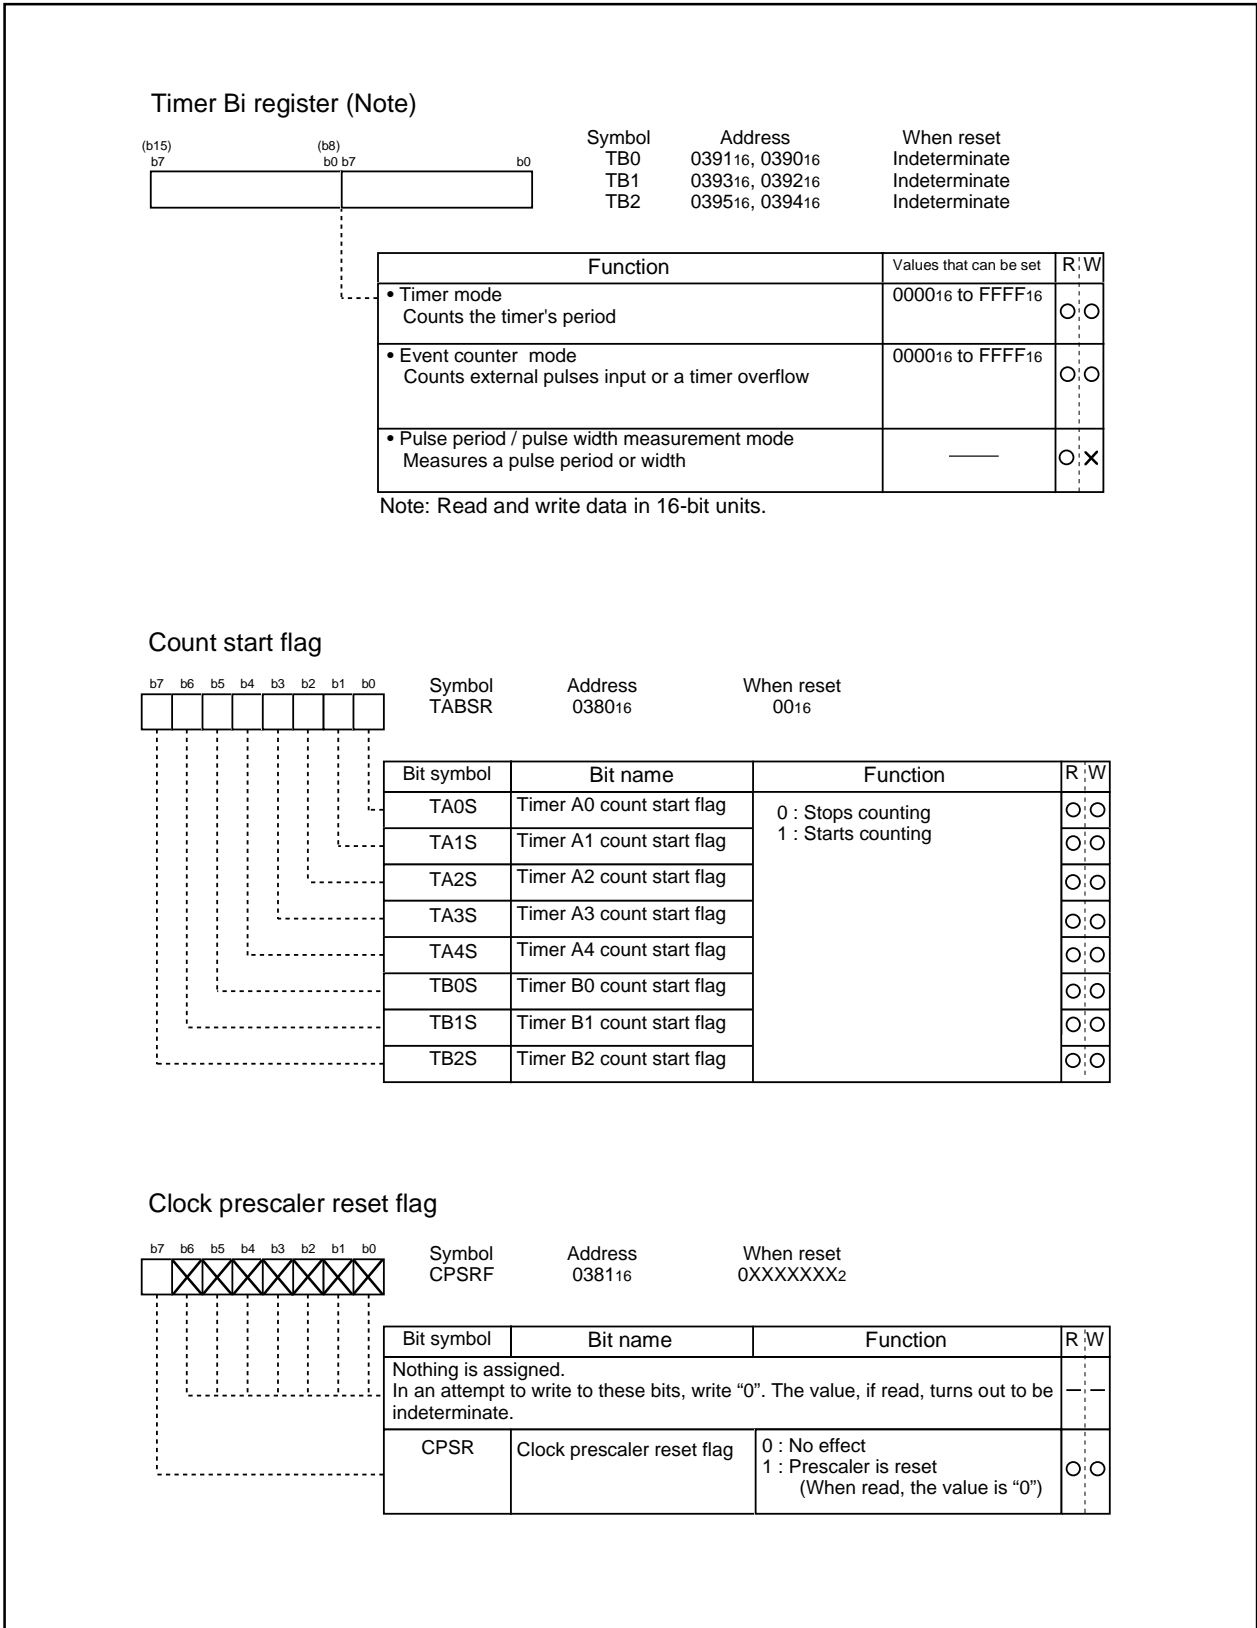 Timer Bi register (Note)
(b15) (b8)
b7 b0 b7 b0
Symbol Address When reset
TB0 039116, 039016 Indeterminate
TB1 039316, 039216 Indeterminate
TB2 039516, 039416 Indeterminate
Function Values that can be set R W
• Timer mode 000016 to FFFF16
Counts the timer's period
• Event counter mode 000016 to FFFF16
Counts external pulses input or a timer overflow
• Pulse period / pulse width measurement mode
Measures a pulse period or width
Note: Read and write data in 16-bit units.
Count start flag
b7 b6 b5 b4 b3 b2 b1 b0
Symbol Address When reset
TABSR 038016 0016
Bit symbol Bit name Function R W
TA0S Timer A0 count start flag 0 : Stops counting
1 : Starts counting
TA1S Timer A1 count start flag
TA2S Timer A2 count start flag
TA3S Timer A3 count start flag
TA4S Timer A4 count start flag
TB0S Timer B0 count start flag
TB1S Timer B1 count start flag
TB2S Timer B2 count start flag
Clock prescaler reset flag
b7 b6 b5 b4 b3 b2 b1 b0
Symbol Address When reset
CPSRF 038116 0XXXXXXX2
Bit symbol Bit name Function R W
Nothing is assigned.
In an attempt to write to these bits, write “0”. The value, if read, turns out to be
indeterminate.
CPSR Clock prescaler reset flag 0 : No effect
1 : Prescaler is reset
(When read, the value is “0”)